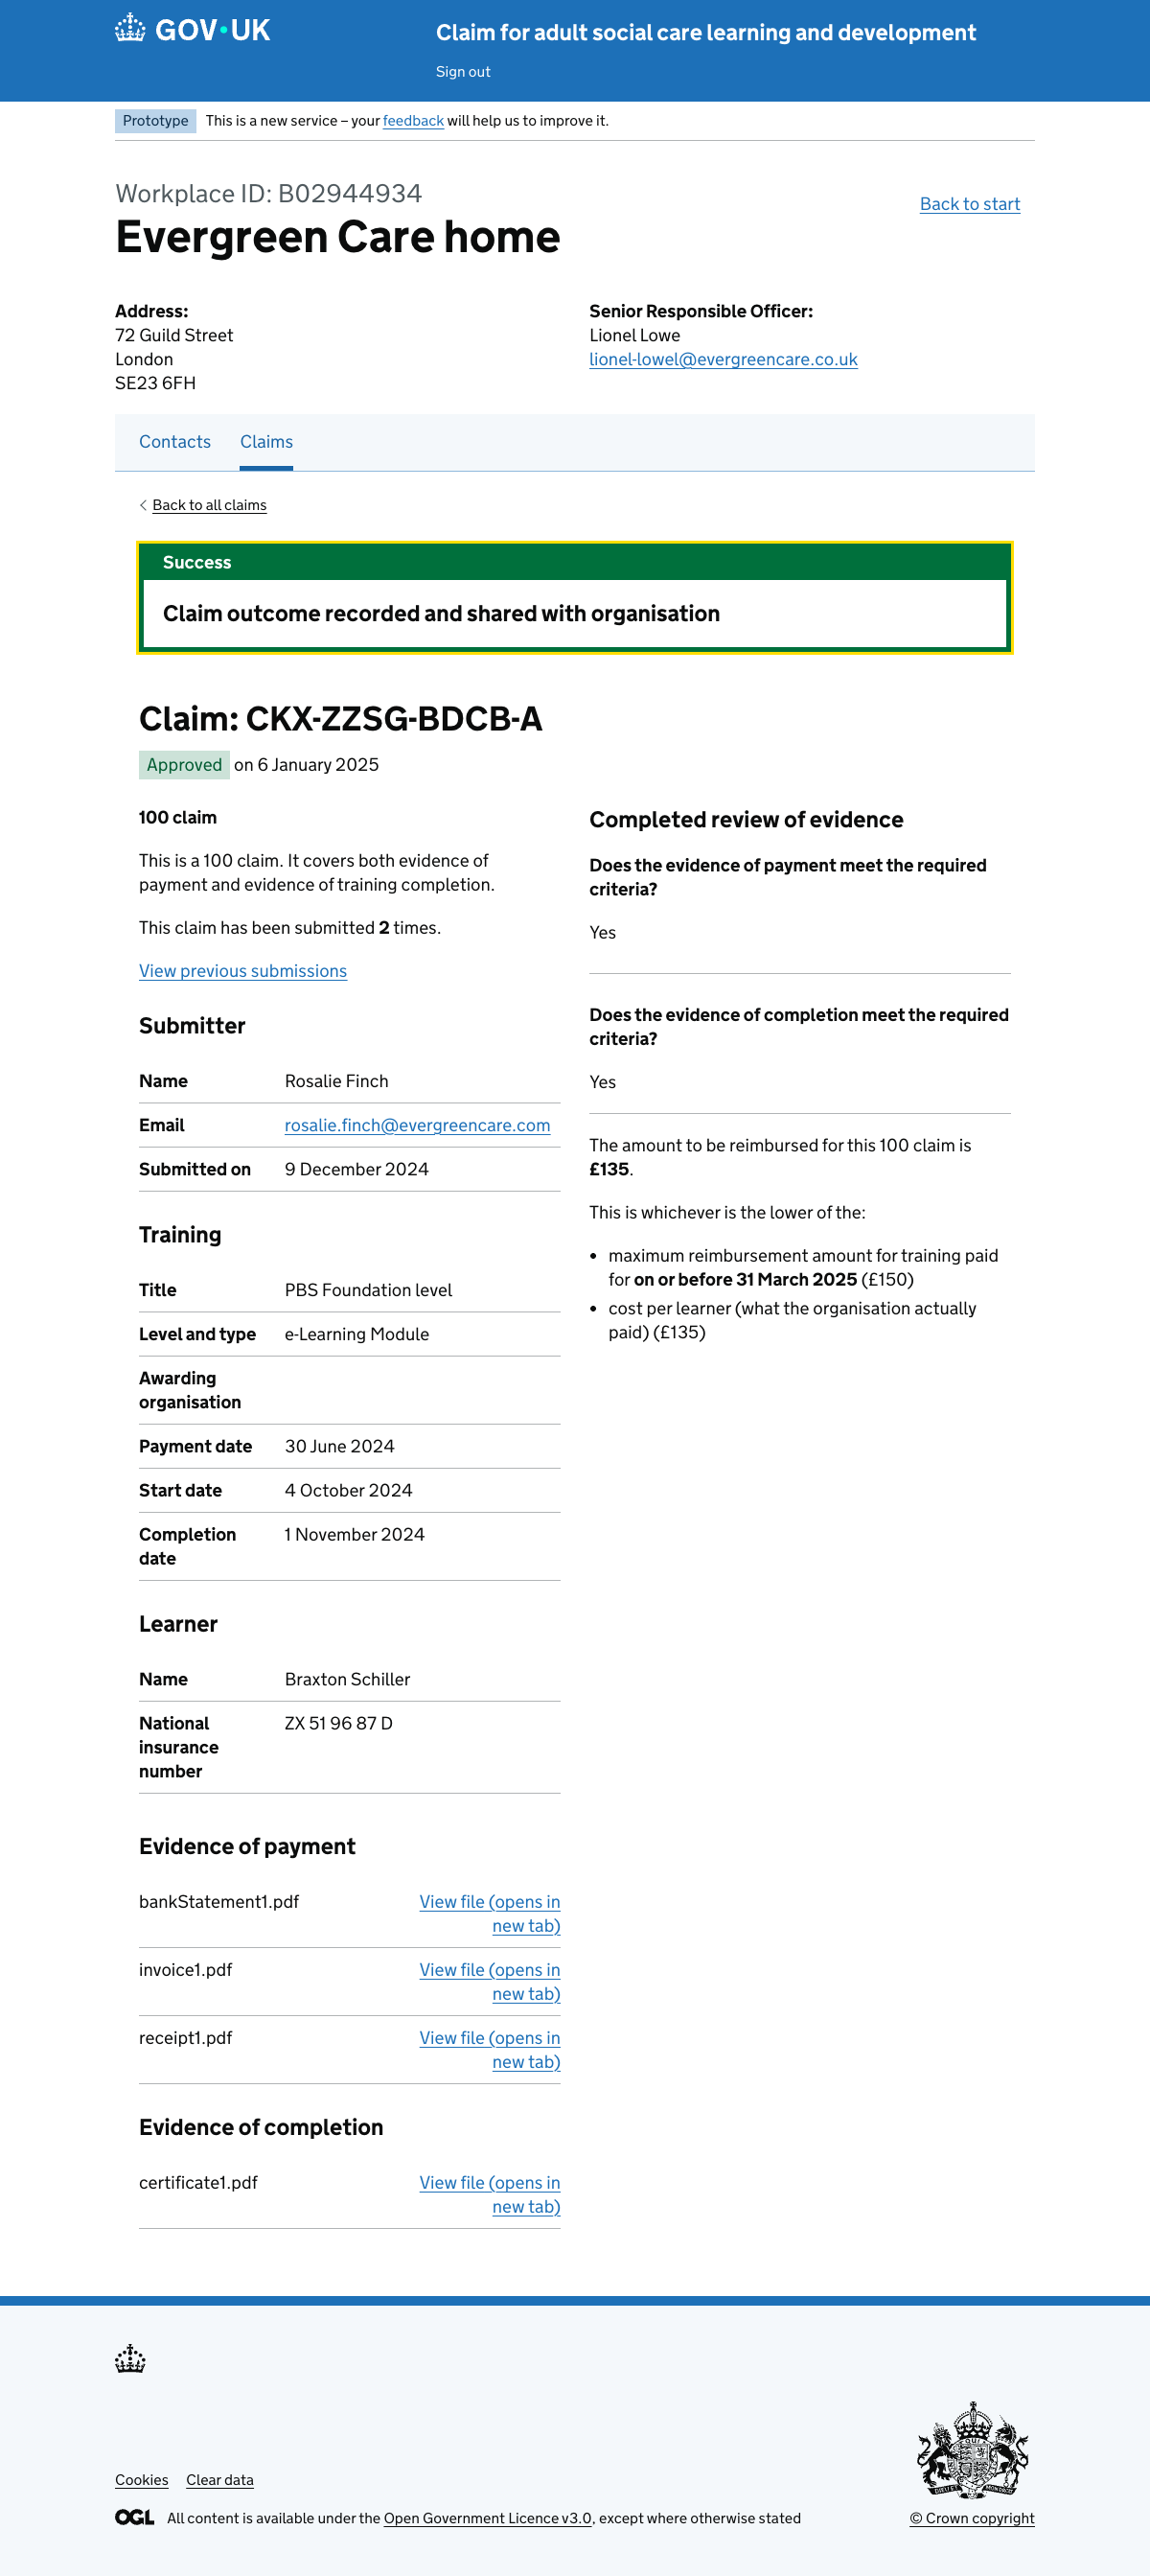 GOV·UK
Claim for adult social care learning and development
Sign out
Prototype
This is a new service – your feedback will help us to improve it.
Workplace ID: B02944934
Evergreen Care home
Back to start
Address:
72 Guild Street
London
SE23 6FH
Senior Responsible Officer:
Lionel Lowe
lionel-lowel@evergreencare.co.uk
Contacts
Claims
Back to all claims
Success
Claim outcome recorded and shared with organisation
Claim: CKX-ZZSG-BDCB-A
Approved on 6 January 2025
100 claim
This is a 100 claim. It covers both evidence of
payment and evidence of training completion.
This claim has been submitted 2 times.
View previous submissions
Submitter
Name Rosalie Finch
Email rosalie.finch@evergreencare.com
Submitted on 9 December 2024
Training
Title PBS Foundation level
Level and type e-Learning Module
Awarding
organisation
Payment date 30 June 2024
Start date 4 October 2024
Completion 1 November 2024
date
Learner
Name Braxton Schiller
National ZX 51 96 87 D
insurance
number
Evidence of payment
bankStatement1.pdf View file (opens in
new tab)
invoice1.pdf View file (opens in
new tab)
receipt1.pdf View file (opens in
new tab)
Evidence of completion
certificate1.pdf View file (opens in
new tab)
Completed review of evidence
Does the evidence of payment meet the required
criteria?
Yes
Does the evidence of completion meet the required
criteria?
Yes
The amount to be reimbursed for this 100 claim is
£135.
This is whichever is the lower of the:
• maximum reimbursement amount for training paid
for on or before 31 March 2025 (£150)
• cost per learner (what the organisation actually
paid) (£135)
Cookies
Clear data
OGL All content is available under the Open Government Licence v3.0, except where otherwise stated
© Crown copyright